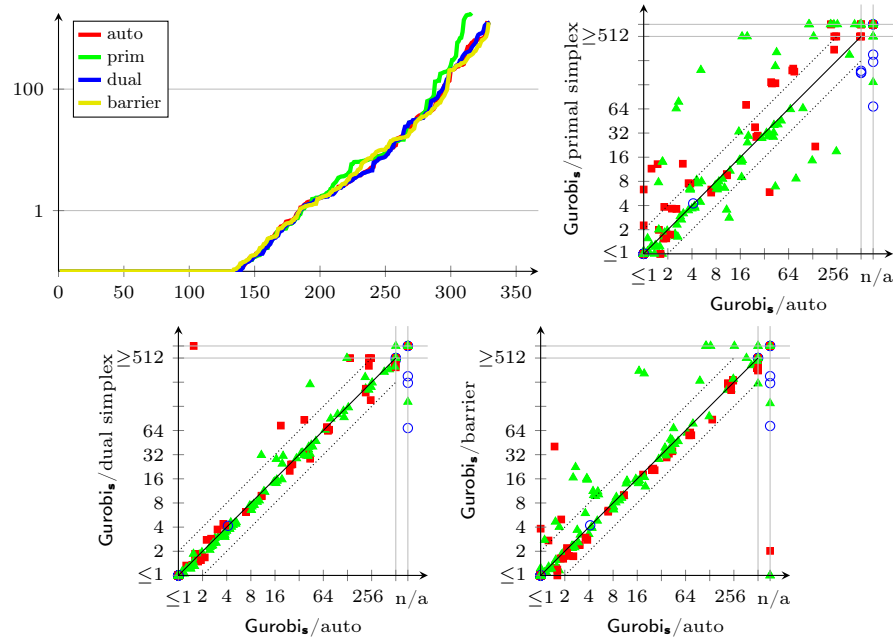 auto
prim
dual
barrier
100
1
0 50 100 150 200 250 300 350
Gurobis/primal simplex
≥512
64
32
16
8
4
2
≤1
≤1 2 4 8 16 64 256 n/a
Gurobis/auto
Gurobis/dual simplex
≥512
64
32
16
8
4
2
≤1
≤1 2 4 8 16 64 256 n/a
Gurobis/auto
Gurobis/barrier
≥512
64
32
16
8
4
2
≤1
≤1 2 4 8 16 64 256 n/a
Gurobis/auto